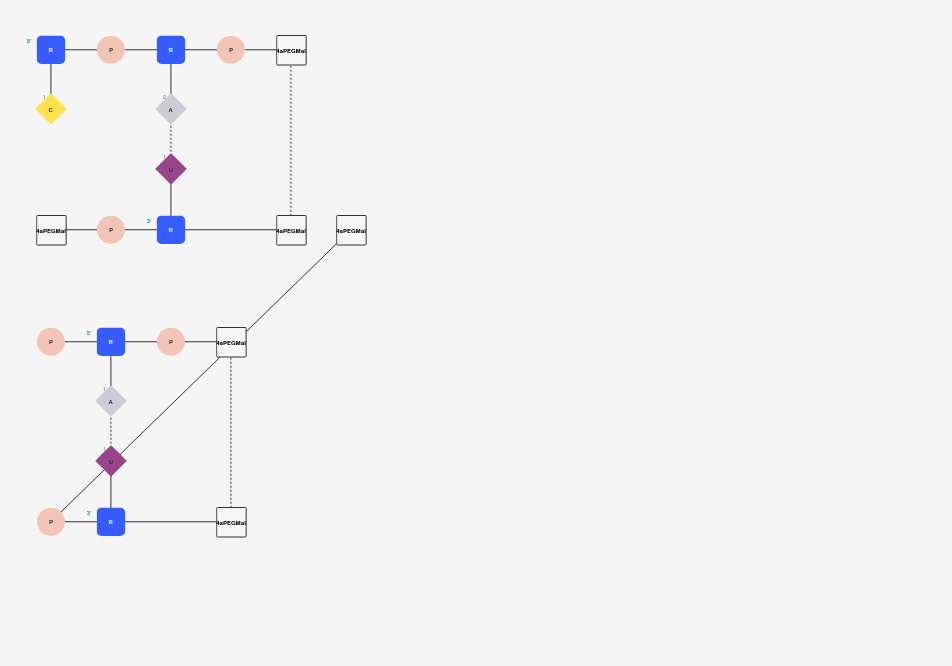 5' R P R P 4aPEGMal
1 C 2 A
1 U
4aPEGMal P 3' R 4aPEGMal 4aPEGMal
P 5' R P 4aPEGMal
1 A
1 U
P 3' R 4aPEGMal